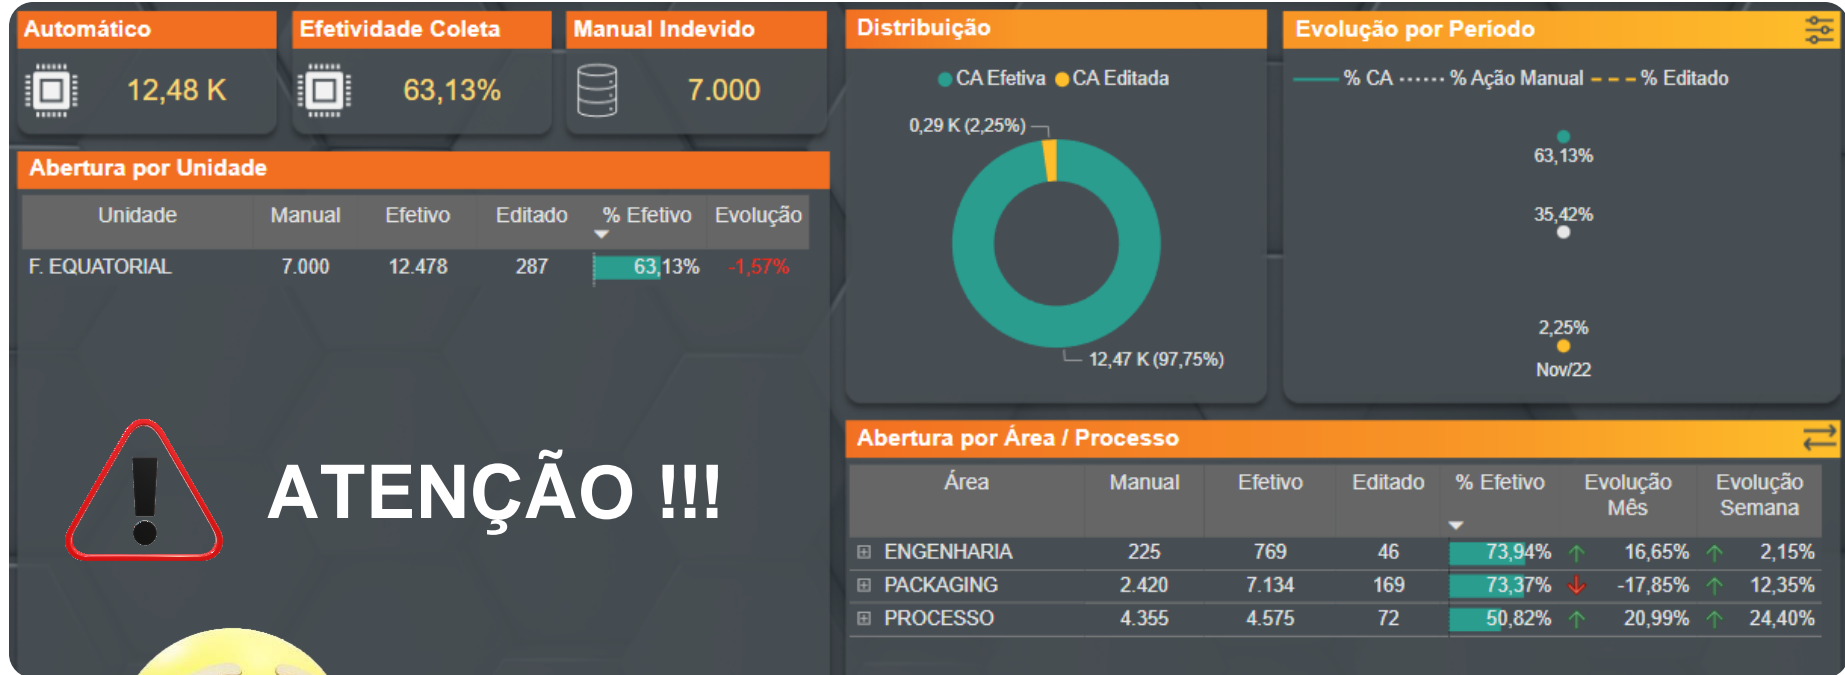 Automático
12,48 K
Efetividade Coleta
63,13%
Manual Indevido
7.000
Abertura por Unidade
Unidade Manual Efetivo Editado % Efetivo Evolução
F. EQUATORIAL 7.000 12.478 287 63,13% -1,57%
ATENÇÃO !!!
Distribuição
CA Efetiva CA Editada
0,29 K (2,25%)
12,47 K (97,75%)
Evolução por Período
% CA % Ação Manual % Editado
63,13%
35,42%
2,25%
Nov/22
Abertura por Área / Processo
Área Manual Efetivo Editado % Efetivo Evolução Mês Evolução Semana
ENGENHARIA 225 769 46 73,94% 16,65% 2,15%
PACKAGING 2.420 7.134 169 73,37% -17,85% 12,35%
PROCESSO 4.355 4.575 72 50,82% 20,99% 24,40%